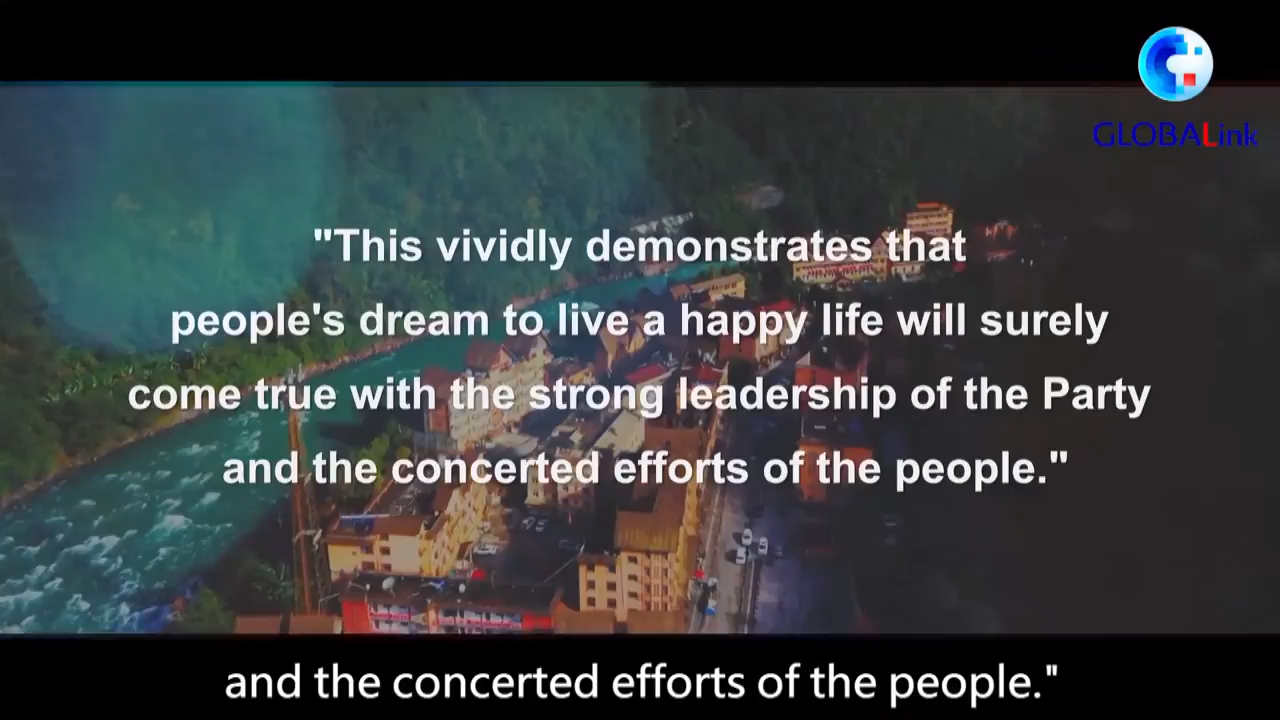 GLOBALink
"This vividly demonstrates that
people's dream to live a happy life will surely
come true with the strong leadership of the Party
and the concerted efforts of the people."
and the concerted efforts of the people."